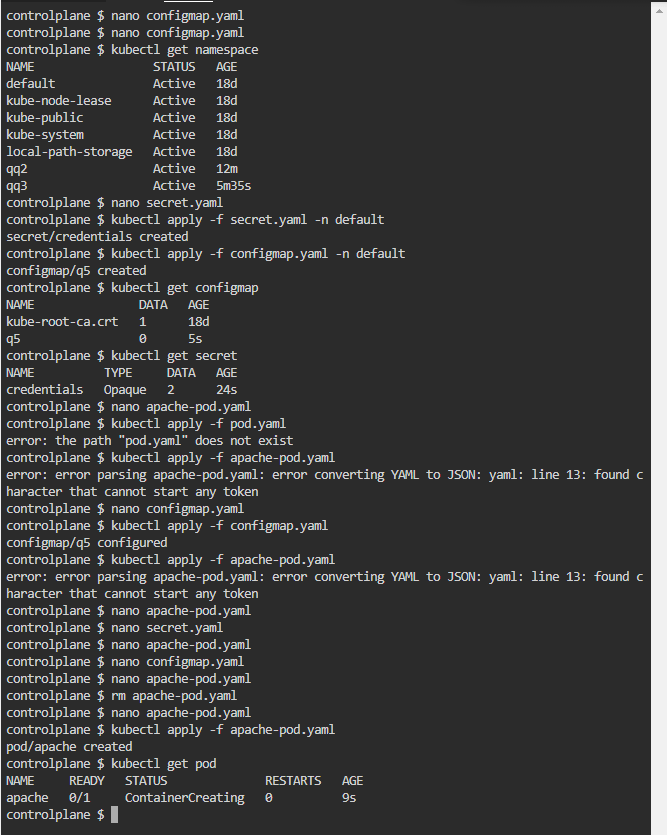 controlplane $ nano configmap.yaml
controlplane $ nano configmap.yaml
controlplane $ kubectl get namespace
NAME                 STATUS   AGE
default              Active   18d
kube-node-lease      Active   18d
kube-public          Active   18d
kube-system          Active   18d
local-path-storage   Active   18d
qq2                  Active   12m
qq3                  Active   5m35s
controlplane $ nano secret.yaml
controlplane $ kubectl apply -f secret.yaml -n default
secret/credentials created
controlplane $ kubectl apply -f configmap.yaml -n default
configmap/q5 created
controlplane $ kubectl get configmap
NAME               DATA   AGE
kube-root-ca.crt   1      18d
q5                 0      5s
controlplane $ kubectl get secret
NAME          TYPE     DATA   AGE
credentials   Opaque   2      24s
controlplane $ nano apache-pod.yaml
controlplane $ kubectl apply -f pod.yaml
error: the path "pod.yaml" does not exist
controlplane $ kubectl apply -f apache-pod.yaml
error: error parsing apache-pod.yaml: error converting YAML to JSON: yaml: line 13: found c
haracter that cannot start any token
controlplane $ nano configmap.yaml
controlplane $ kubectl apply -f configmap.yaml
configmap/q5 configured
controlplane $ kubectl apply -f apache-pod.yaml
error: error parsing apache-pod.yaml: error converting YAML to JSON: yaml: line 13: found c
haracter that cannot start any token
controlplane $ nano apache-pod.yaml
controlplane $ nano secret.yaml
controlplane $ nano apache-pod.yaml
controlplane $ nano configmap.yaml
controlplane $ nano apache-pod.yaml
controlplane $ rm apache-pod.yaml
controlplane $ nano apache-pod.yaml
controlplane $ kubectl apply -f apache-pod.yaml
pod/apache created
controlplane $ kubectl get pod
NAME     READY   STATUS              RESTARTS   AGE
apache   0/1     ContainerCreating   0          9s
controlplane $